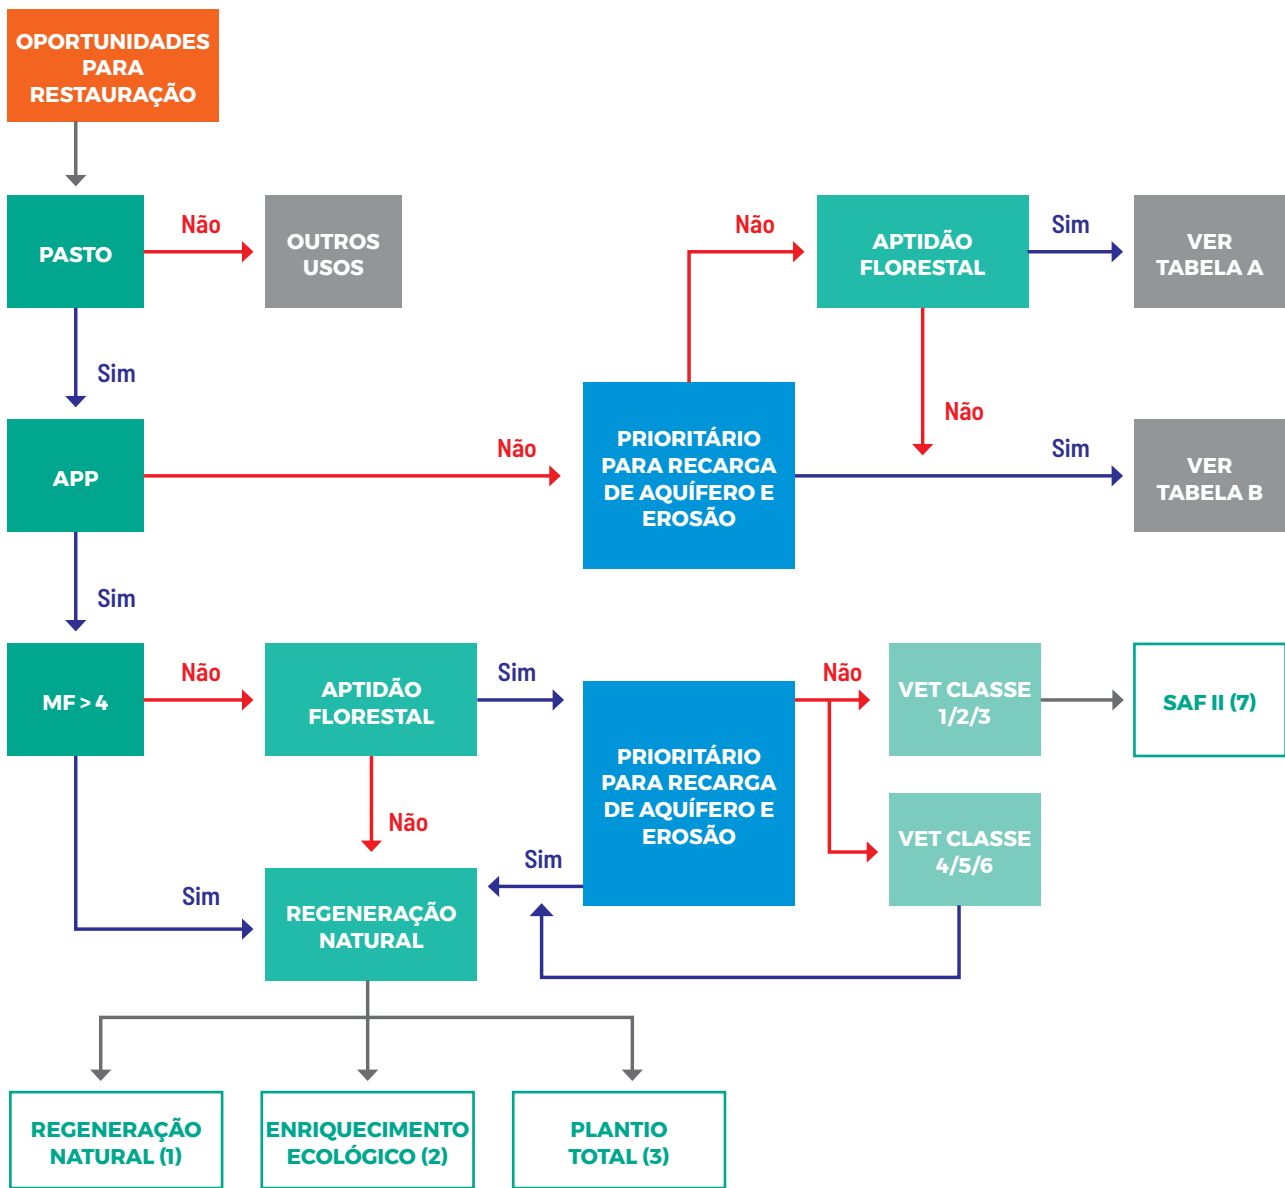 OPORTUNIDADES
PARA
RESTAURAÇÃO
PASTO
Não
OUTROS
USOS
Não
APTIDÃO
FLORESTAL
Sim
VER
TABELA A
Sim
APP
Não
PRIORITÁRIO
PARA RECARGA
DE AQUÍFERO E
EROSÃO
Não
Sim
VER
TABELA B
Sim
MF > 4
Não
APTIDÃO
FLORESTAL
Sim
PRIORITÁRIO
PARA RECARGA
DE AQUÍFERO E
EROSÃO
Não
VET CLASSE
1/2/3
SAF II (7)
VET CLASSE
4/5/6
Não
Sim
Sim
REGENERAÇÃO
NATURAL
REGENERAÇÃO
NATURAL (1)
ENRIQUECIMENTO
ECOLÓGICO (2)
PLANTIO
TOTAL (3)